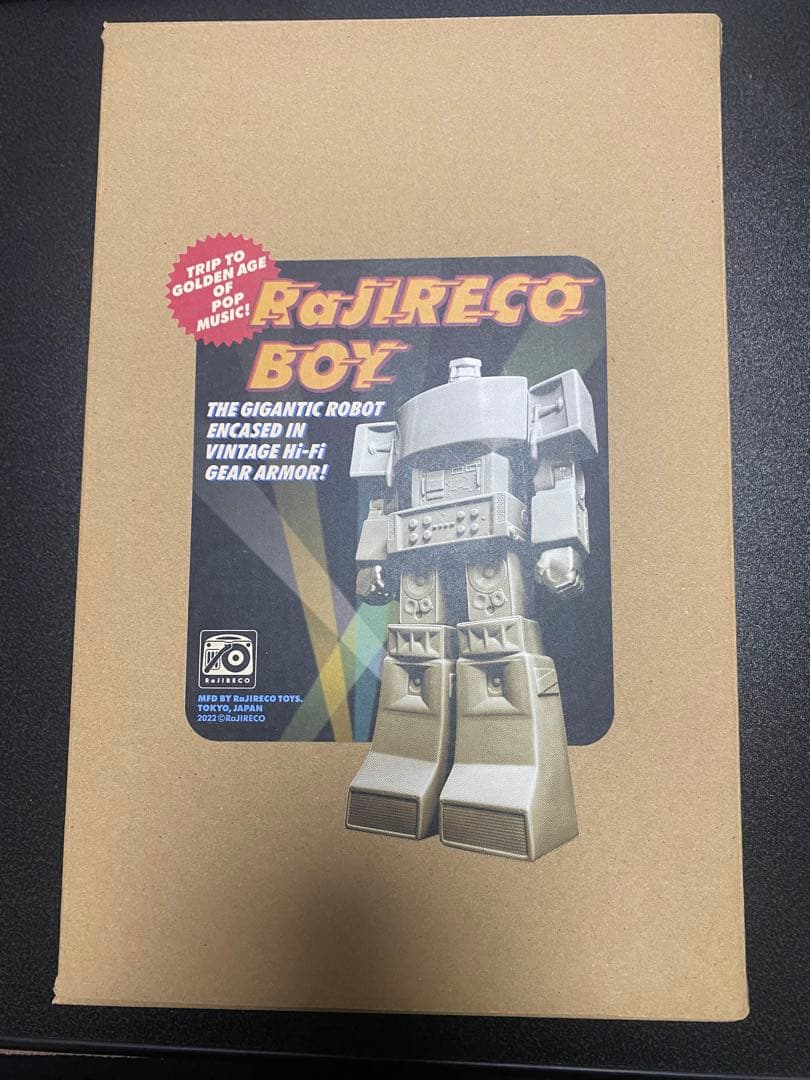 TRIP TO
GOLDEN AGE
OF
POP
MUSIC!
RaJIRECO
BOY
THE GIGANTIC ROBOT
ENCASED IN
VINTAGE Hi-Fi
GEAR ARMOR!
RaJIRECO
MFD BY RaJIRECO TOYS.
TOKYO, JAPAN
2022 ©RaJIRECO